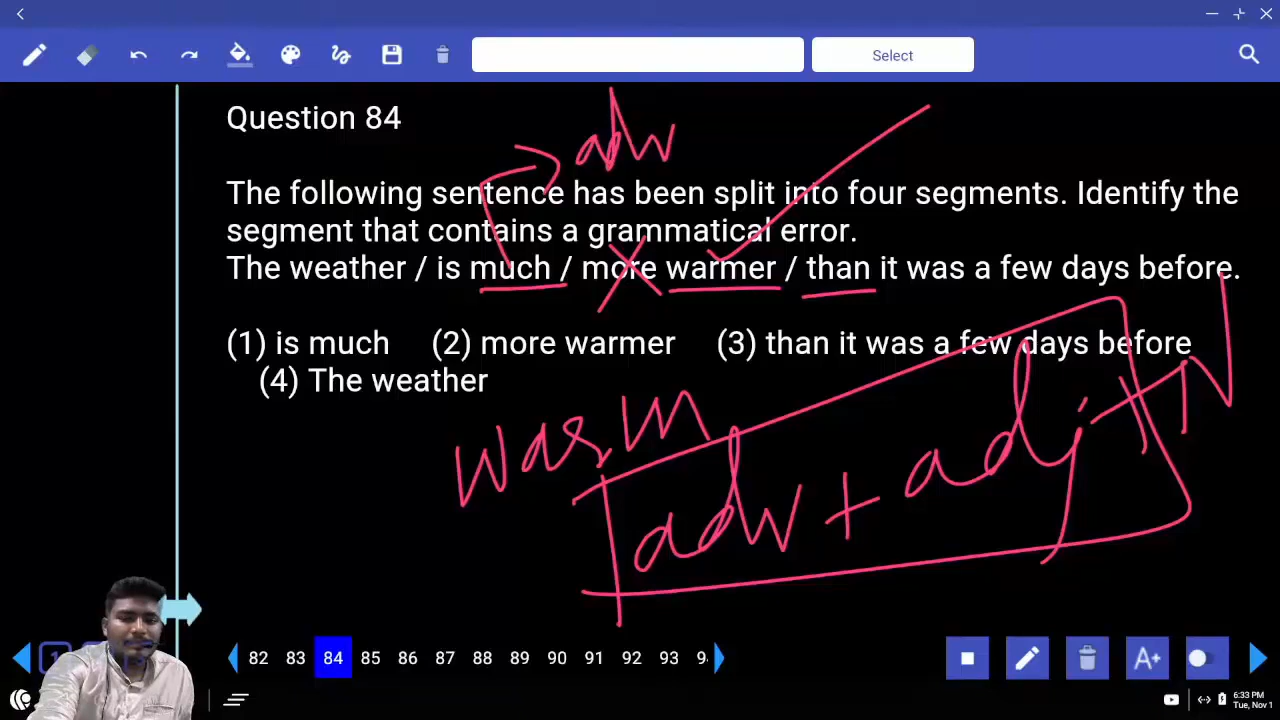 Select
Question 84
adv
The following sentence has been split into four segments. Identify the
segment that contains a grammatical error.
The weather / is much / more warmer / than it was a few days before.
(1) is much (2) more warmer (3) than it was a few days before
(4) The weather
warm
adv + adj + N
82 83 84 85 86 87 88 89 90 91 92 93
A+
6:33 PM
Tue, Nov 1